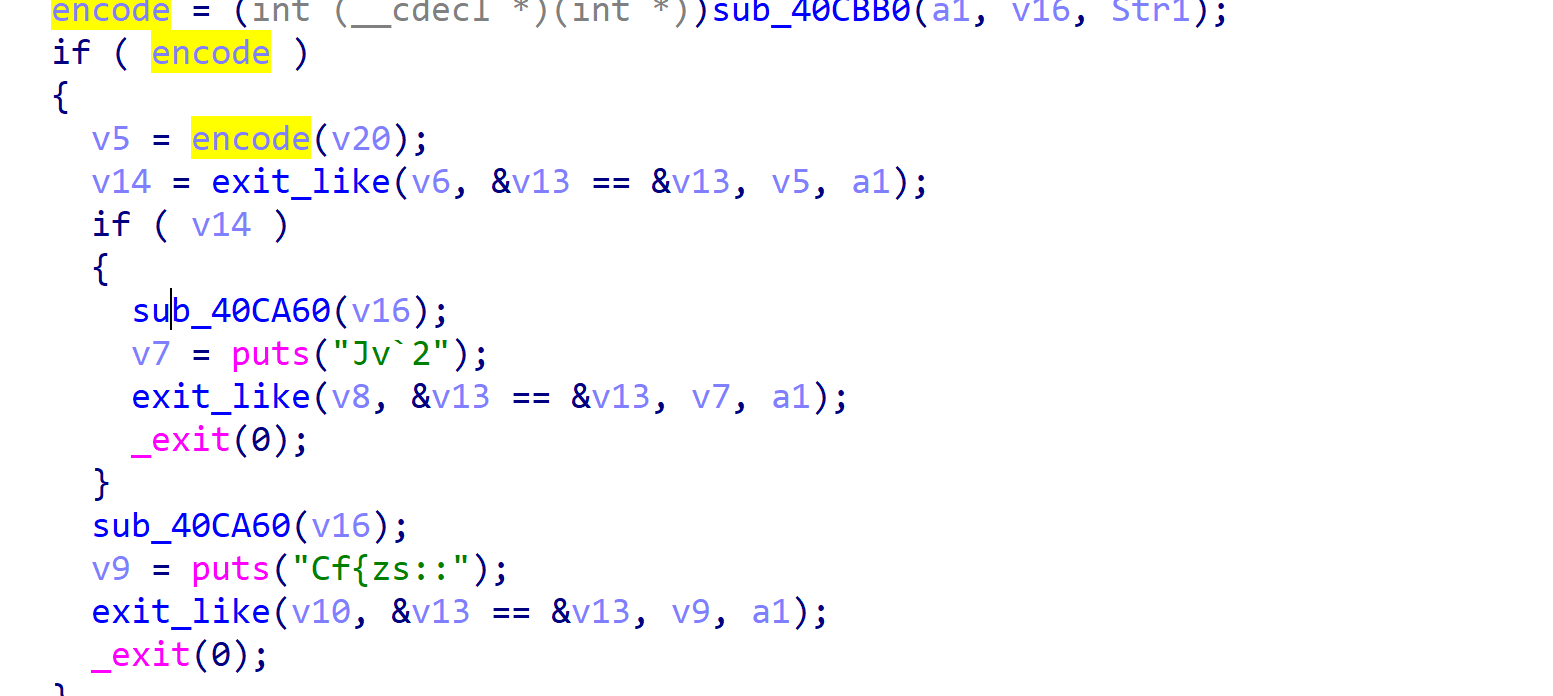 encode = (int (__cdecl *)(int *))sub_40CBB0(a1, v16, Str1);
if ( encode )
{
v5 = encode(v20);
v14 = exit_like(v6, &v13 == &v13, v5, a1);
if ( v14 )
{
sub_40CA60(v16);
v7 = puts("Jv`2");
exit_like(v8, &v13 == &v13, v7, a1);
_exit(0);
}
sub_40CA60(v16);
v9 = puts("Cf{zs::");
exit_like(v10, &v13 == &v13, v9, a1);
_exit(0);
}